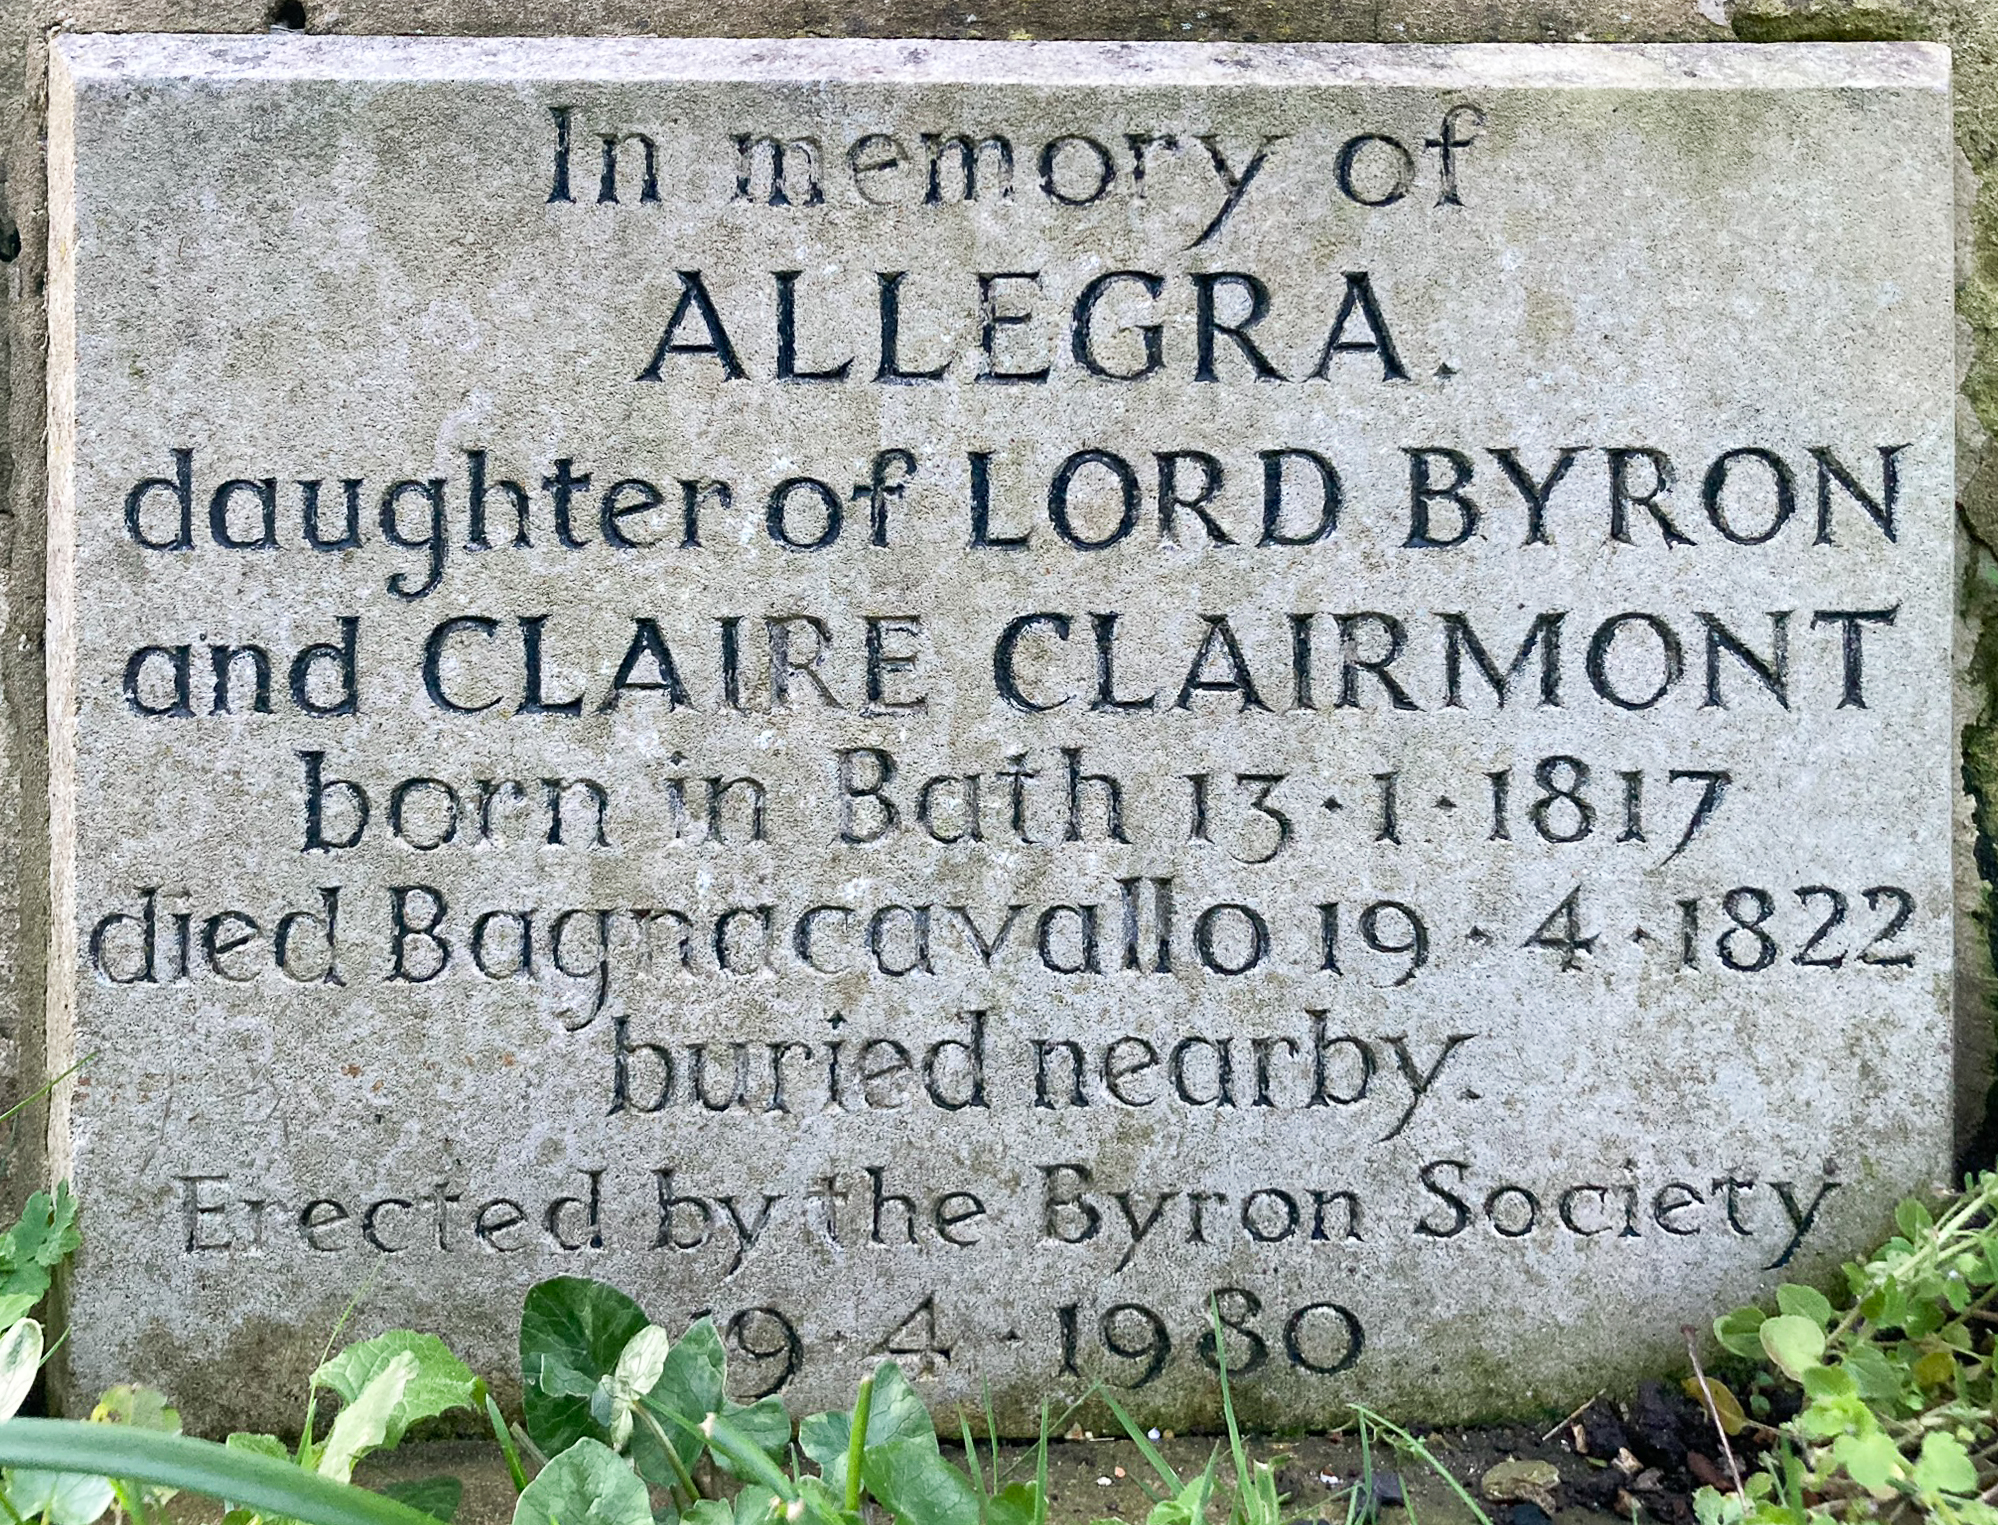 In memory of
ALLEGRA.
daughter of LORD BYRON
and CLAIRE CLAIRMONT
born in Bath 13·1·1817
died Bagnacavallo 19·4·1822
buried nearby.
Erected by the Byron Society
19·4·1980